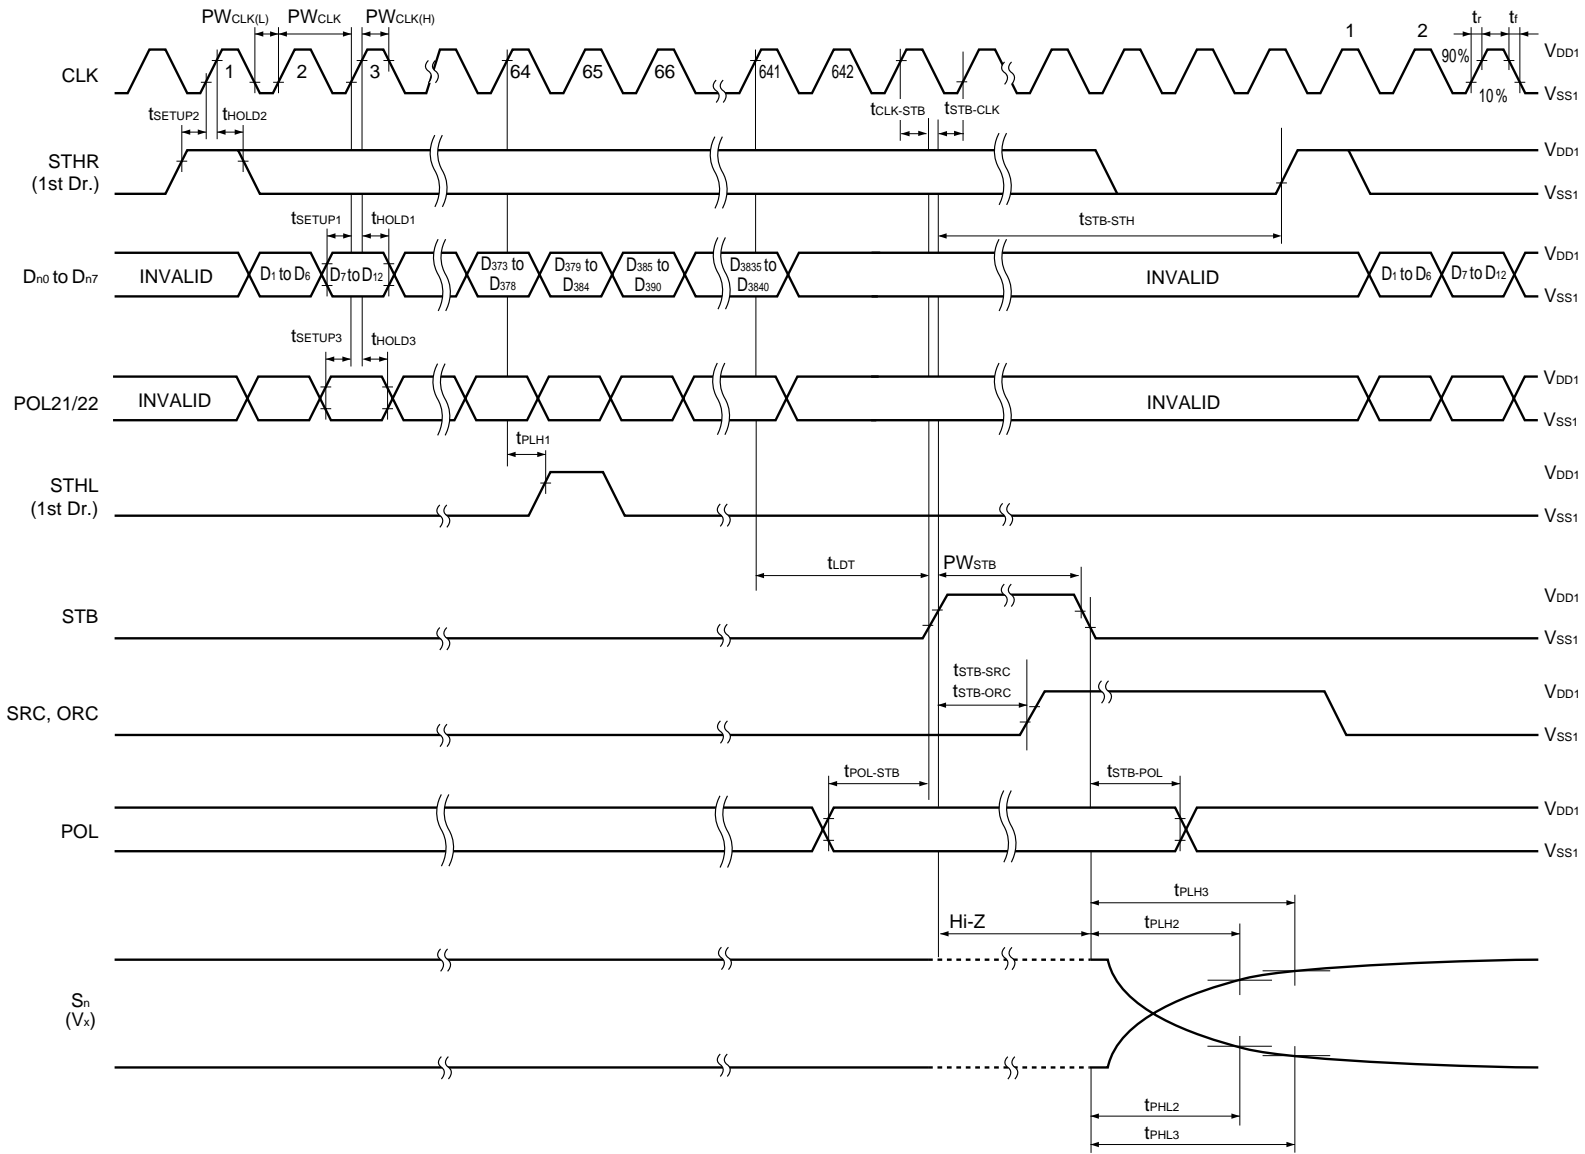 PWCLK(L) PWCLK PWCLK(H) tr tf
CLK 1 2 3 64 65 66 641 642 1 2 90% 10% VDD1
VSS1
tSETUP2 tHOLD2 tCLK-STB tSTB-CLK
STHR VDD1
(1st Dr.) VSS1
tSETUP1 tHOLD1 tSTB-STH
Dn0 to Dn7 INVALID D1 to D6 D7 to D12 D373 to D378 D379 to D384 D385 to D390 D3835 to D3840 INVALID D1 to D6 D7 to D12 VDD1
VSS1
tSETUP3 tHOLD3
POL21/22 INVALID INVALID VDD1
VSS1
tPLH1
STHL VDD1
(1st Dr.) VSS1
tLDT PWSTB
STB VDD1
VSS1
tSTB-SRC
tSTB-ORC
SRC, ORC VDD1
VSS1
tPOL-STB tSTB-POL
POL VDD1
VSS1
tPLH3
Hi-Z tPLH2
Sn
(Vx)
tPHL2
tPHL3